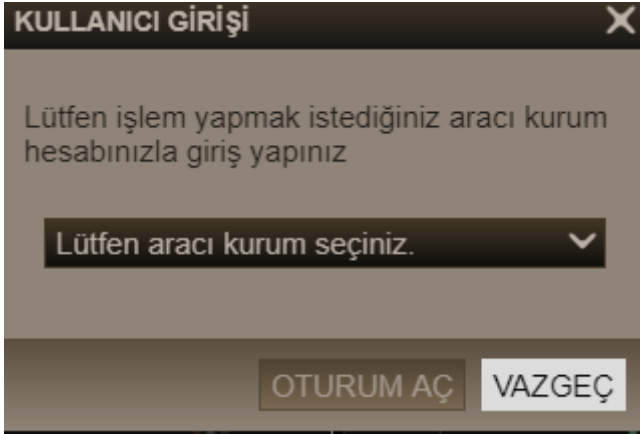 KULLANICI GİRİŞİ
Lütfen işlem yapmak istediğiniz aracı kurum
hesabınızla giriş yapınız
Lütfen aracı kurum seçiniz.
OTURUM AÇ
VAZGEÇ